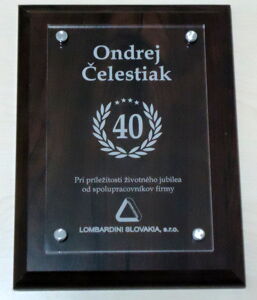 Ondrej
Čelestiak
40
Pri príležitosti životného jubilea
od spolupracovníkov firmy
LOMBARDINI SLOVAKIA, s.r.o.